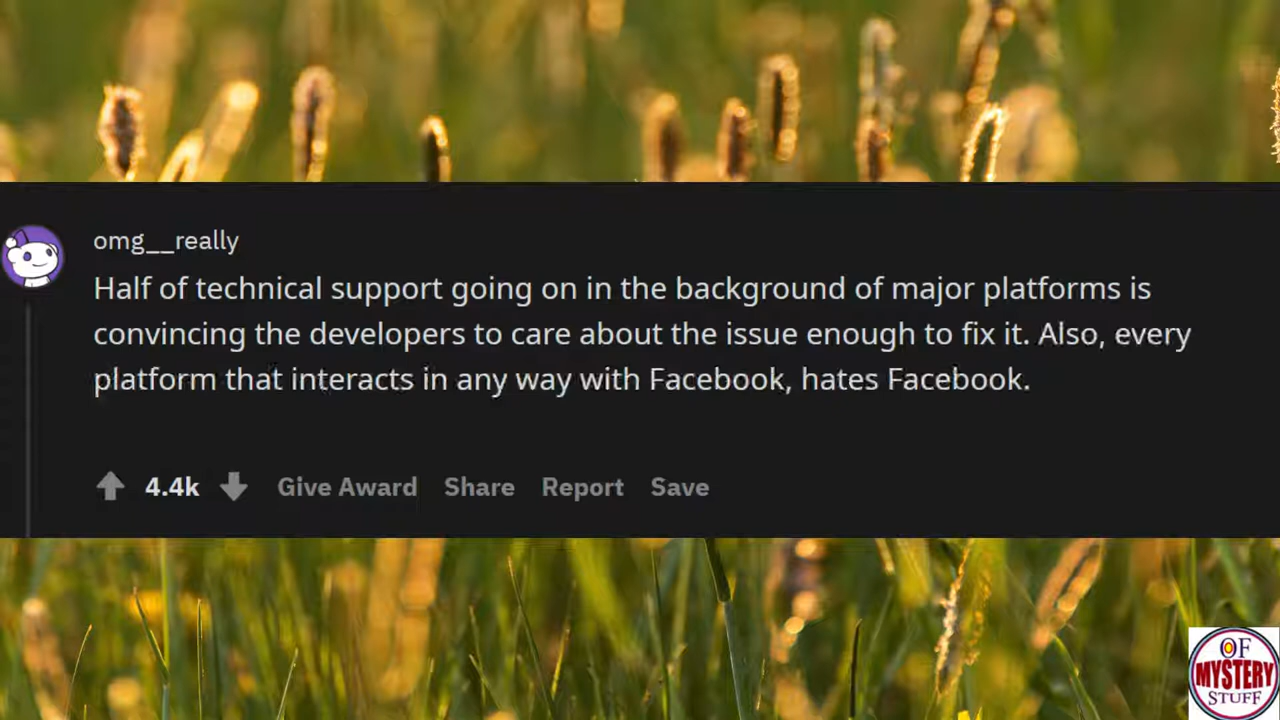 omg__really
Half of technical support going on in the background of major platforms is
convincing the developers to care about the issue enough to fix it. Also, every
platform that interacts in any way with Facebook, hates Facebook.
4.4k Give Award Share Report Save
OF
MYSTERY
STUFF